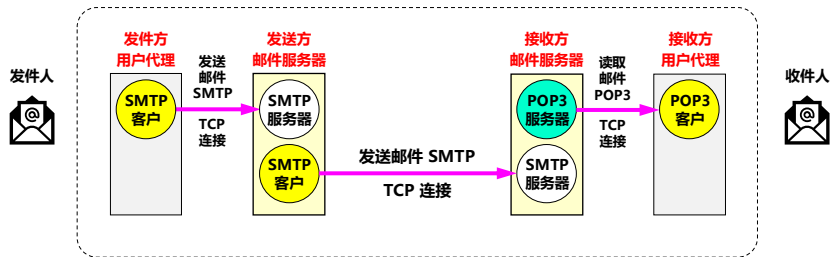 发件人
发件方
用户代理
SMTP
客户
发送
邮件
SMTP
TCP
连接
发送方
邮件服务器
SMTP
服务器
SMTP
客户
发送邮件 SMTP
TCP 连接
接收方
邮件服务器
POP3
服务器
SMTP
服务器
读取
邮件
POP3
TCP
连接
接收方
用户代理
POP3
客户
收件人